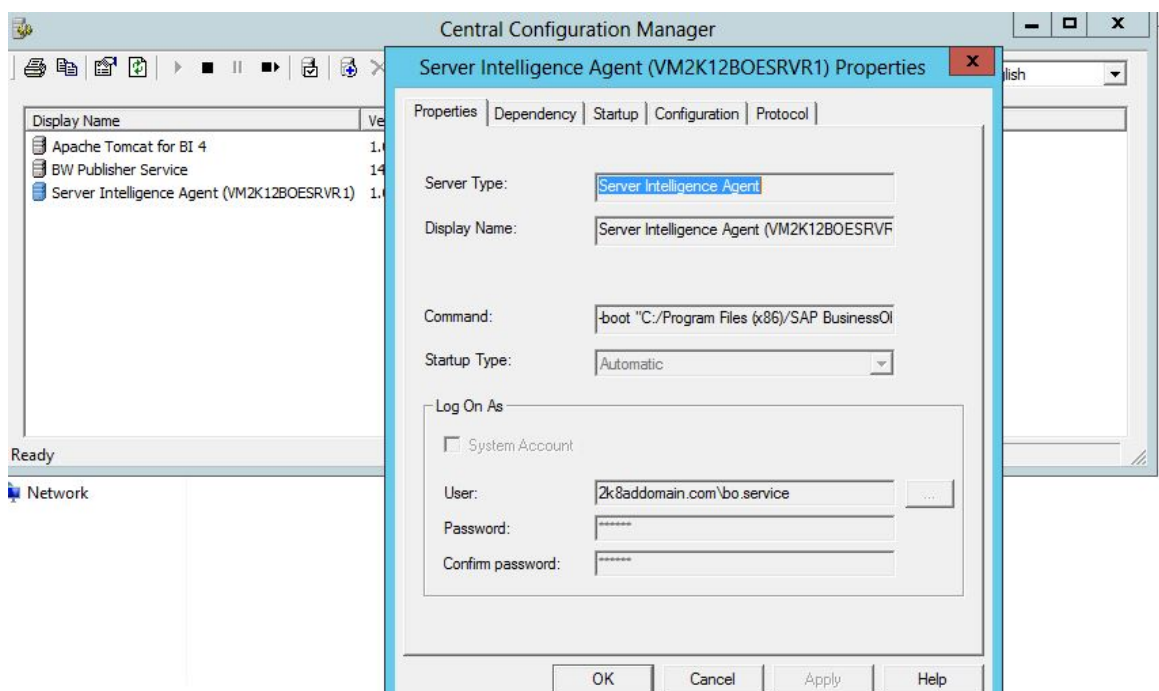 Central Configuration Manager
Server Intelligence Agent (VM2K12BOESRVR1) Properties
lish
Display Name
Ve
Apache Tomcat for BI 4
1.0
BW Publisher Service
14
Server Intelligence Agent (VM2K12BOESRVR1)
1.0
Ready
Network
Properties
Dependency
Startup
Configuration
Protocol
Server Type:
Server Intelligence Agent
Display Name:
Server Intelligence Agent (VM2K12BOESRVR
Command:
-boot "C:/Program Files (x86)/SAP BusinessOl
Startup Type:
Automatic
Log On As
System Account
User:
2k8addomain.com\bo.service
...
Password:
******
Confirm password:
******
OK
Cancel
Apply
Help